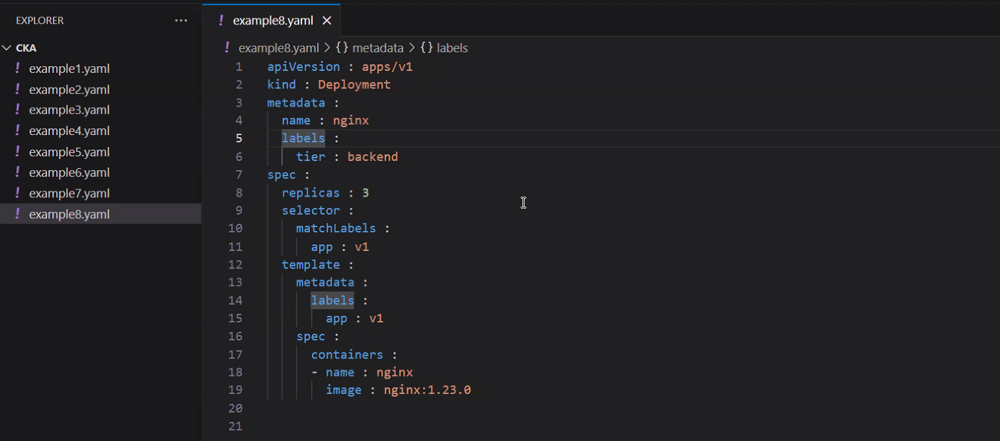 EXPLORER ...
CKA
! example1.yaml
! example2.yaml
! example3.yaml
! example4.yaml
! example5.yaml
! example6.yaml
! example7.yaml
! example8.yaml
! example8.yaml ×
! example8.yaml > {} metadata > {} labels
1 apiVersion : apps/v1
2 kind : Deployment
3 metadata :
4   name : nginx
5   labels :
6     tier : backend
7 spec :
8   replicas : 3
9   selector :
10     matchLabels :
11       app : v1
12   template :
13     metadata :
14       labels :
15         app : v1
16     spec :
17       containers :
18       - name : nginx
19         image : nginx:1.23.0
20
21